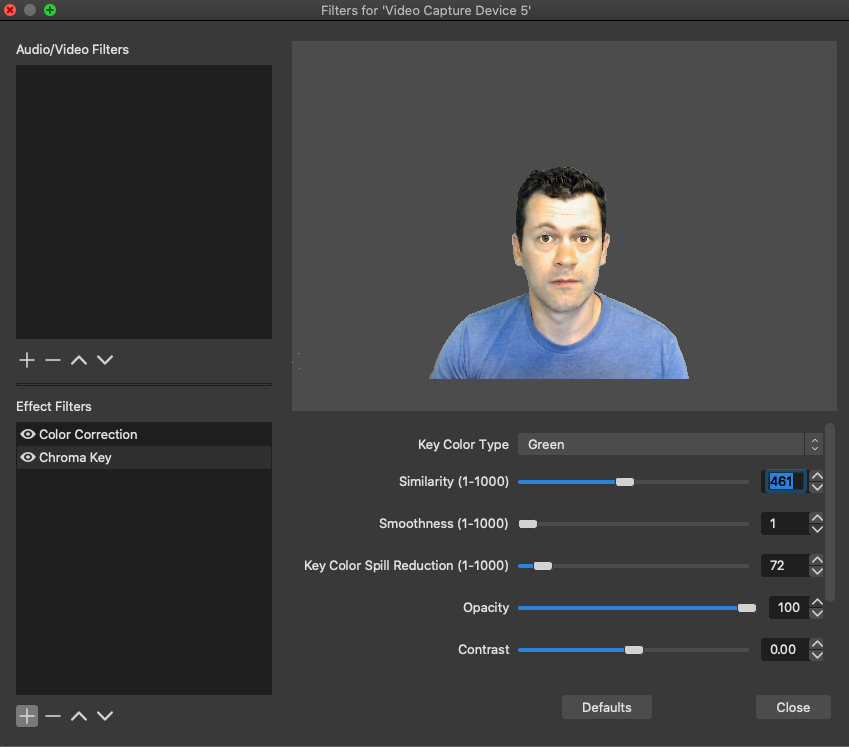 Filters for 'Video Capture Device 5'
Audio/Video Filters
Effect Filters
Color Correction
Chroma Key
Key Color Type Green
Similarity (1-1000) 461
Smoothness (1-1000) 1
Key Color Spill Reduction (1-1000) 72
Opacity 100
Contrast 0.00
Defaults Close